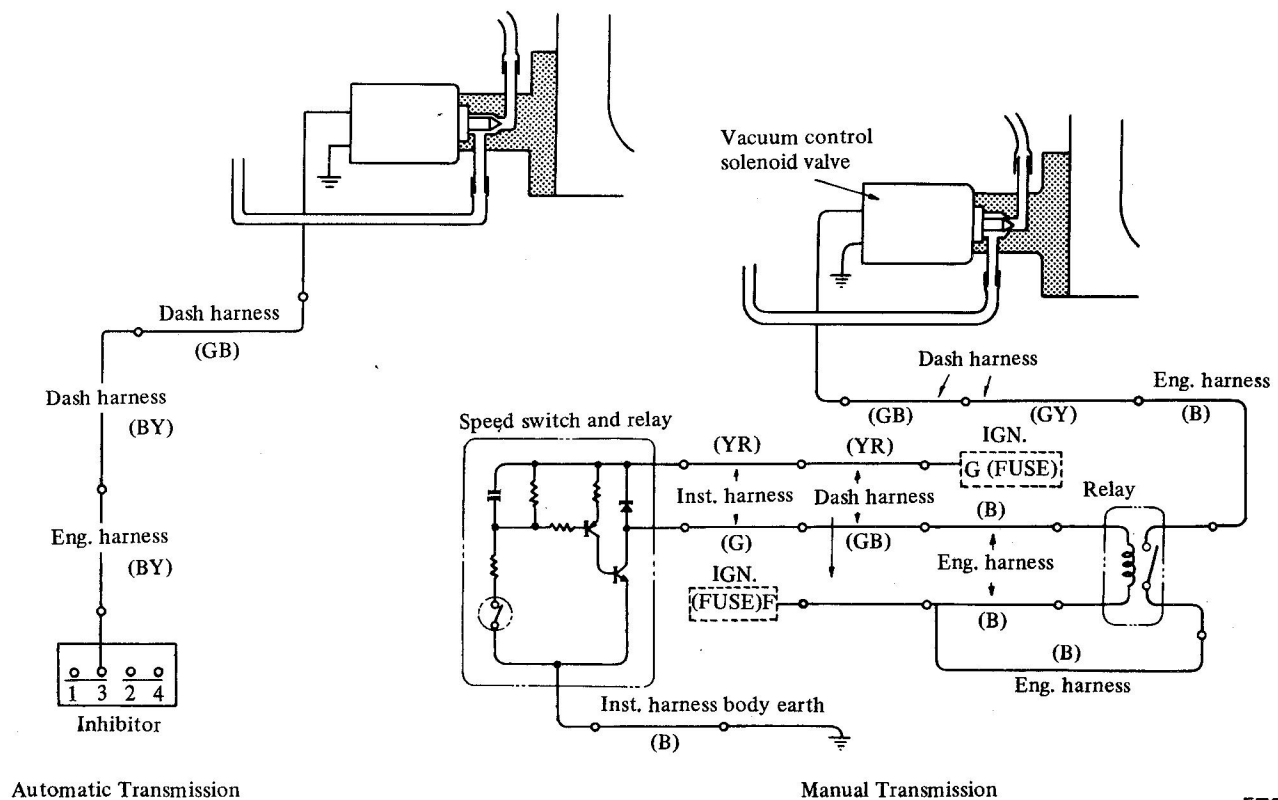 Vacuum control
solenoid valve
Dash harness
(GB)
Dash harness
(BY)
Eng. harness
(BY)
1 3 2 4
Inhibitor
Automatic Transmission
Dash harness
Eng. harness
(GB)
(GY)
(B)
Speed switch and relay
(YR)
(YR)
IGN.
G (FUSE)
Inst. harness
Dash harness
(B)
Relay
(G)
(GB)
Eng. harness
IGN.
(FUSE)F
(B)
(B)
Eng. harness
Inst. harness body earth
(B)
Manual Transmission